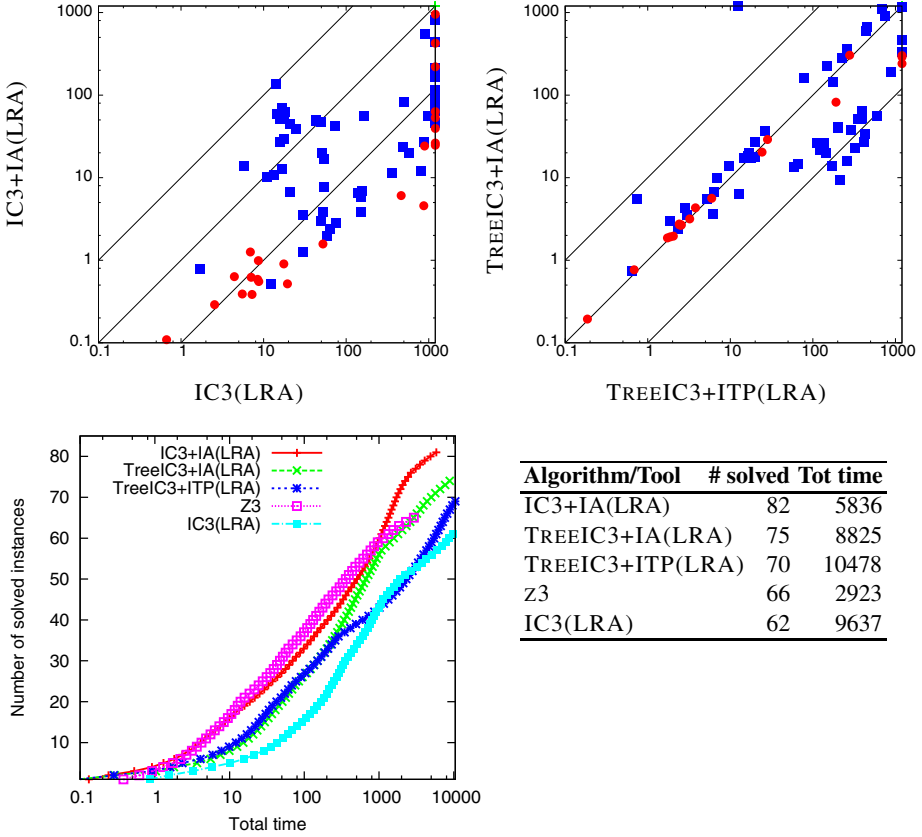 IC3+IA(LRA)
1000
100
10
1
0.1
0.1 1 10 100 1000
IC3(LRA)
TREEIC3+IA(LRA)
1000
100
10
1
0.1
0.1 1 10 100 1000
TREEIC3+ITP(LRA)
Number of solved instances
80
70
60
50
40
30
20
10
IC3+IA(LRA)
TreeIC3+IA(LRA)
TreeIC3+ITP(LRA)
Z3
IC3(LRA)
0.1 1 10 100 1000 10000
Total time
Algorithm/Tool # solved Tot time
IC3+IA(LRA) 82 5836
TREEIC3+IA(LRA) 75 8825
TREEIC3+ITP(LRA) 70 10478
Z3 66 2923
IC3(LRA) 62 9637